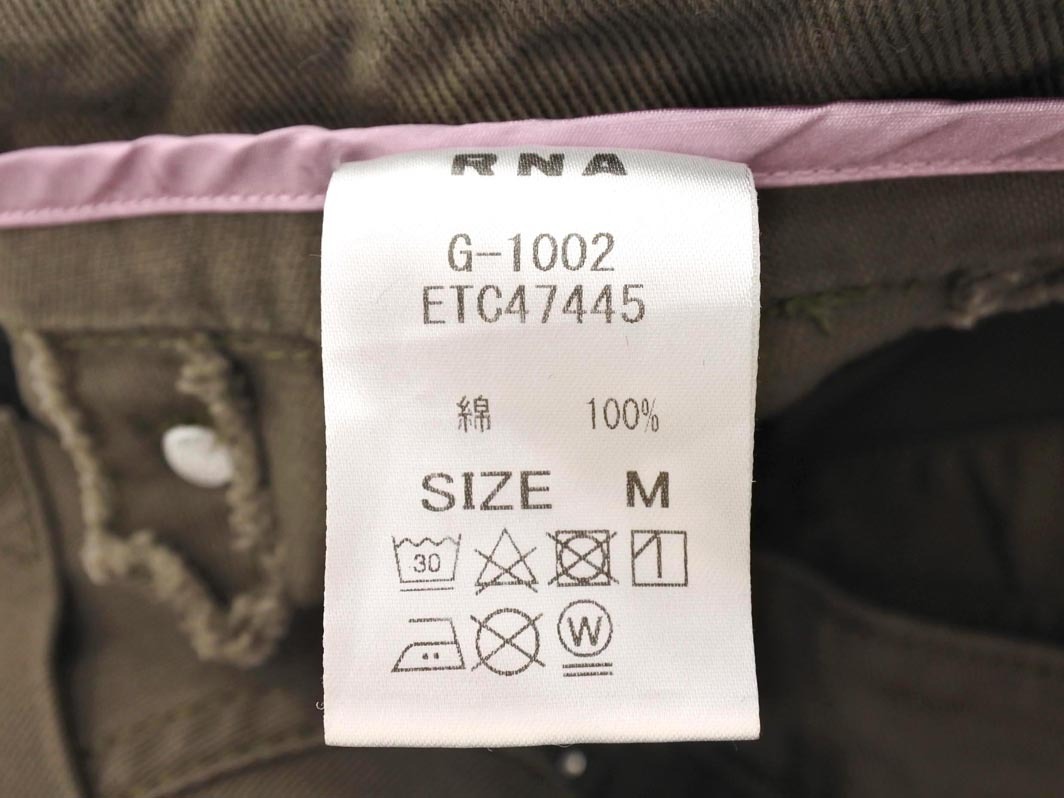 RNA
G-1002
ETC47445
綿 100%
SIZE M
30
W